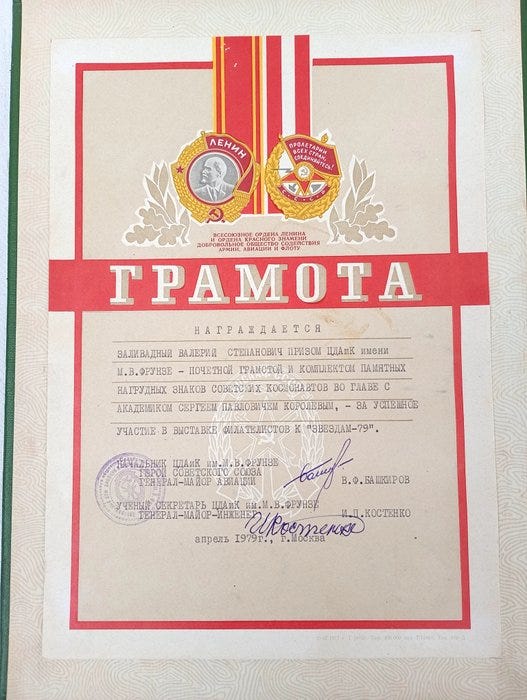 ЛЕНИН
ПРОЛЕТАРИИ
ВСЕХ СТРАН,
СОЕДИНЯЙТЕСЬ!
СССР
ВСЕСОЮЗНОЕ ОРДЕНА ЛЕНИНА
И ОРДЕНА КРАСНОГО ЗНАМЕНИ
ДОБРОВОЛЬНОЕ ОБЩЕСТВО СОДЕЙСТВИЯ
АРМИИ, АВИАЦИИ И ФЛОТУ
ГРАМОТА
НАГРАЖДАЕТСЯ
ЗАЛИВАДНЫЙ ВАЛЕРИЙ СТЕПАНОВИЧ ПРИЗОМ ЦДАиК имени
М.В.ФРУНЗЕ - ПОЧЕТНОЙ ГРАМОТОЙ И КОМПЛЕКТОМ ПАМЯТНЫХ
НАГРУДНЫХ ЗНАКОВ СОВЕТСКИХ КОСМОНАВТОВ ВО ГЛАВЕ С
АКАДЕМИКОМ СЕРГЕЕМ ПАВЛОВИЧЕМ КОРОЛЕВЫМ, - ЗА УСПЕШНОЕ
УЧАСТИЕ В ВЫСТАВКЕ ФИЛАТЕЛИСТОВ К "ЗВЕЗДАМ-79".
НАЧАЛЬНИК ЦДАиК им.М.В.ФРУНЗЕ
ГЕРОЙ СОВЕТСКОГО СОЮЗА
ГЕНЕРАЛ-МАЙОР АВИАЦИИ В.Ф.БАШКИРОВ
УЧЕНЫЙ СЕКРЕТАРЬ ЦДАиК им.М.В.ФРУНЗЕ
ГЕНЕРАЛ-МАЙОР-ИНЖЕНЕР И.П.КОСТЕНКО
ИКостенко
апрель 1979г., г.Москва